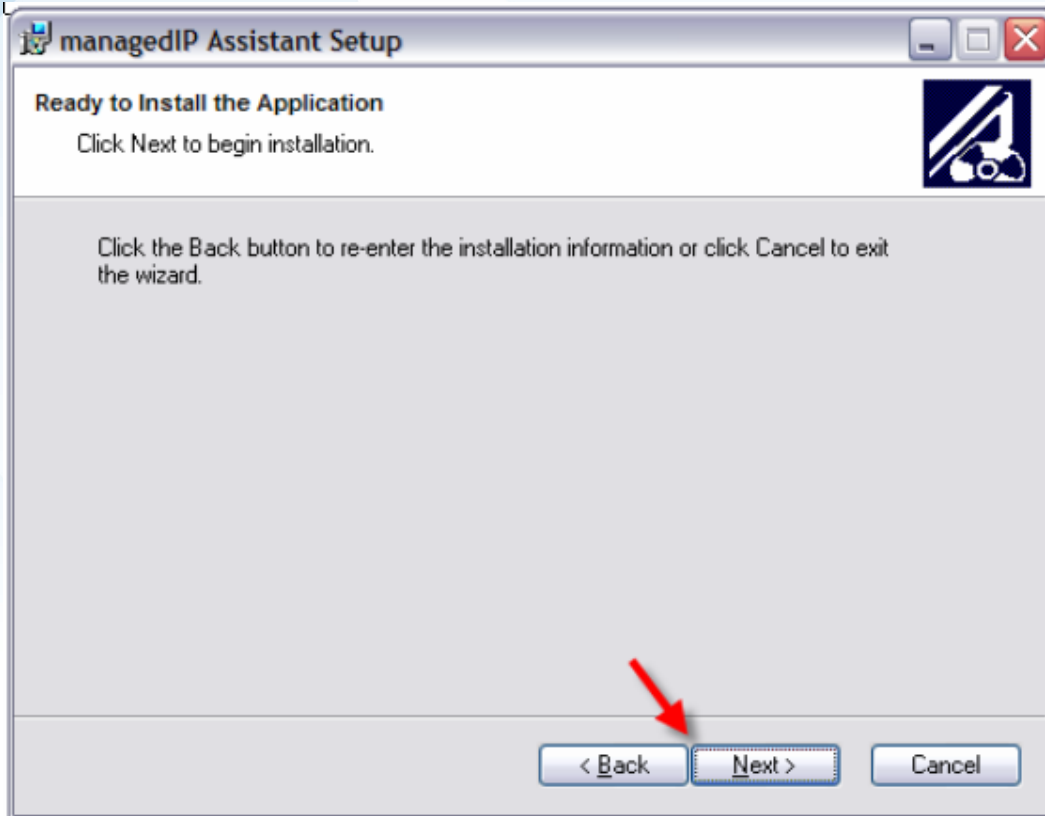 managedIP Assistant Setup
Ready to Install the Application
Click Next to begin installation.
Click the Back button to re-enter the installation information or click Cancel to exit
the wizard.
< Back
Next >
Cancel